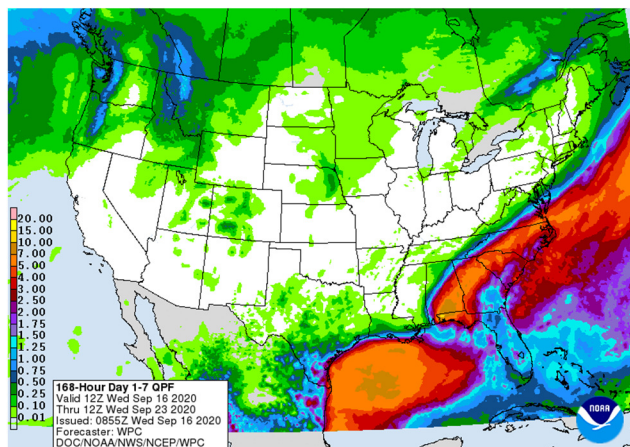 20.00
15.00
10.00
7.00
5.00
4.00
3.00
2.50
2.00
1.75
1.50
1.25
1.00
0.75
0.50
0.25
0.10
0.01
168-Hour Day 1-7 QPF
Valid 12Z Wed Sep 16 2020
Thru 12Z Wed Sep 23 2020
Issued: 0855Z Wed Sep 16 2020
Forecaster: WPC
DOC/NOAA/NWS/NCEP/WPC
NOAA